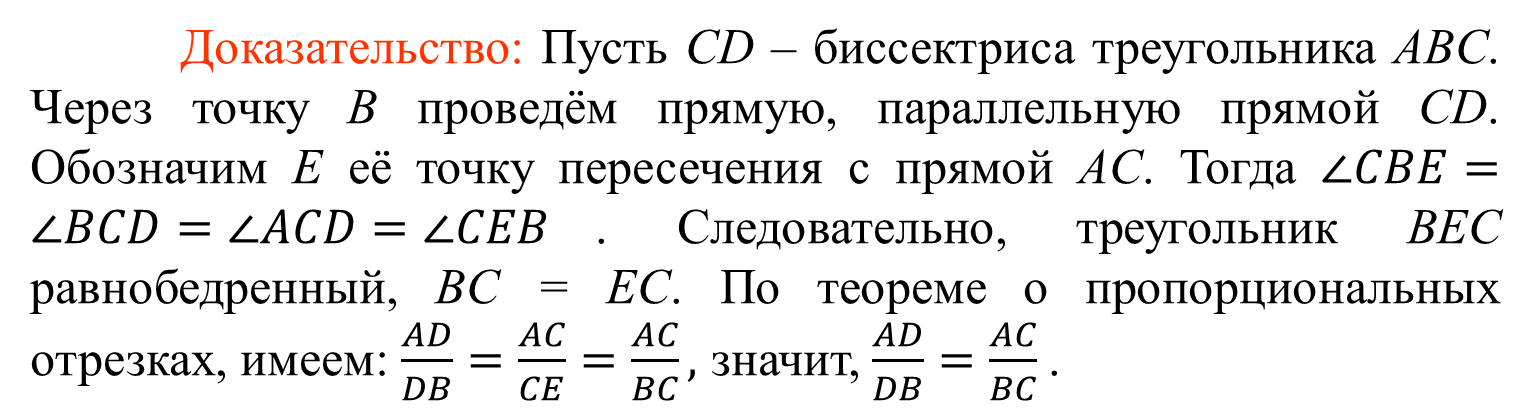 Доказательство: Пусть CD – биссектриса треугольника ABC.
Через точку B проведём прямую, параллельную прямой CD.
Обозначим E её точку пересечения с прямой AC. Тогда ∠CBE =
∠BCD = ∠ACD = ∠CEB . Следовательно, треугольник BEC
равнобедренный, BC = EC. По теореме о пропорциональных
отрезках, имеем: AD/DB = AC/CE = AC/BC, значит, AD/DB = AC/BC.